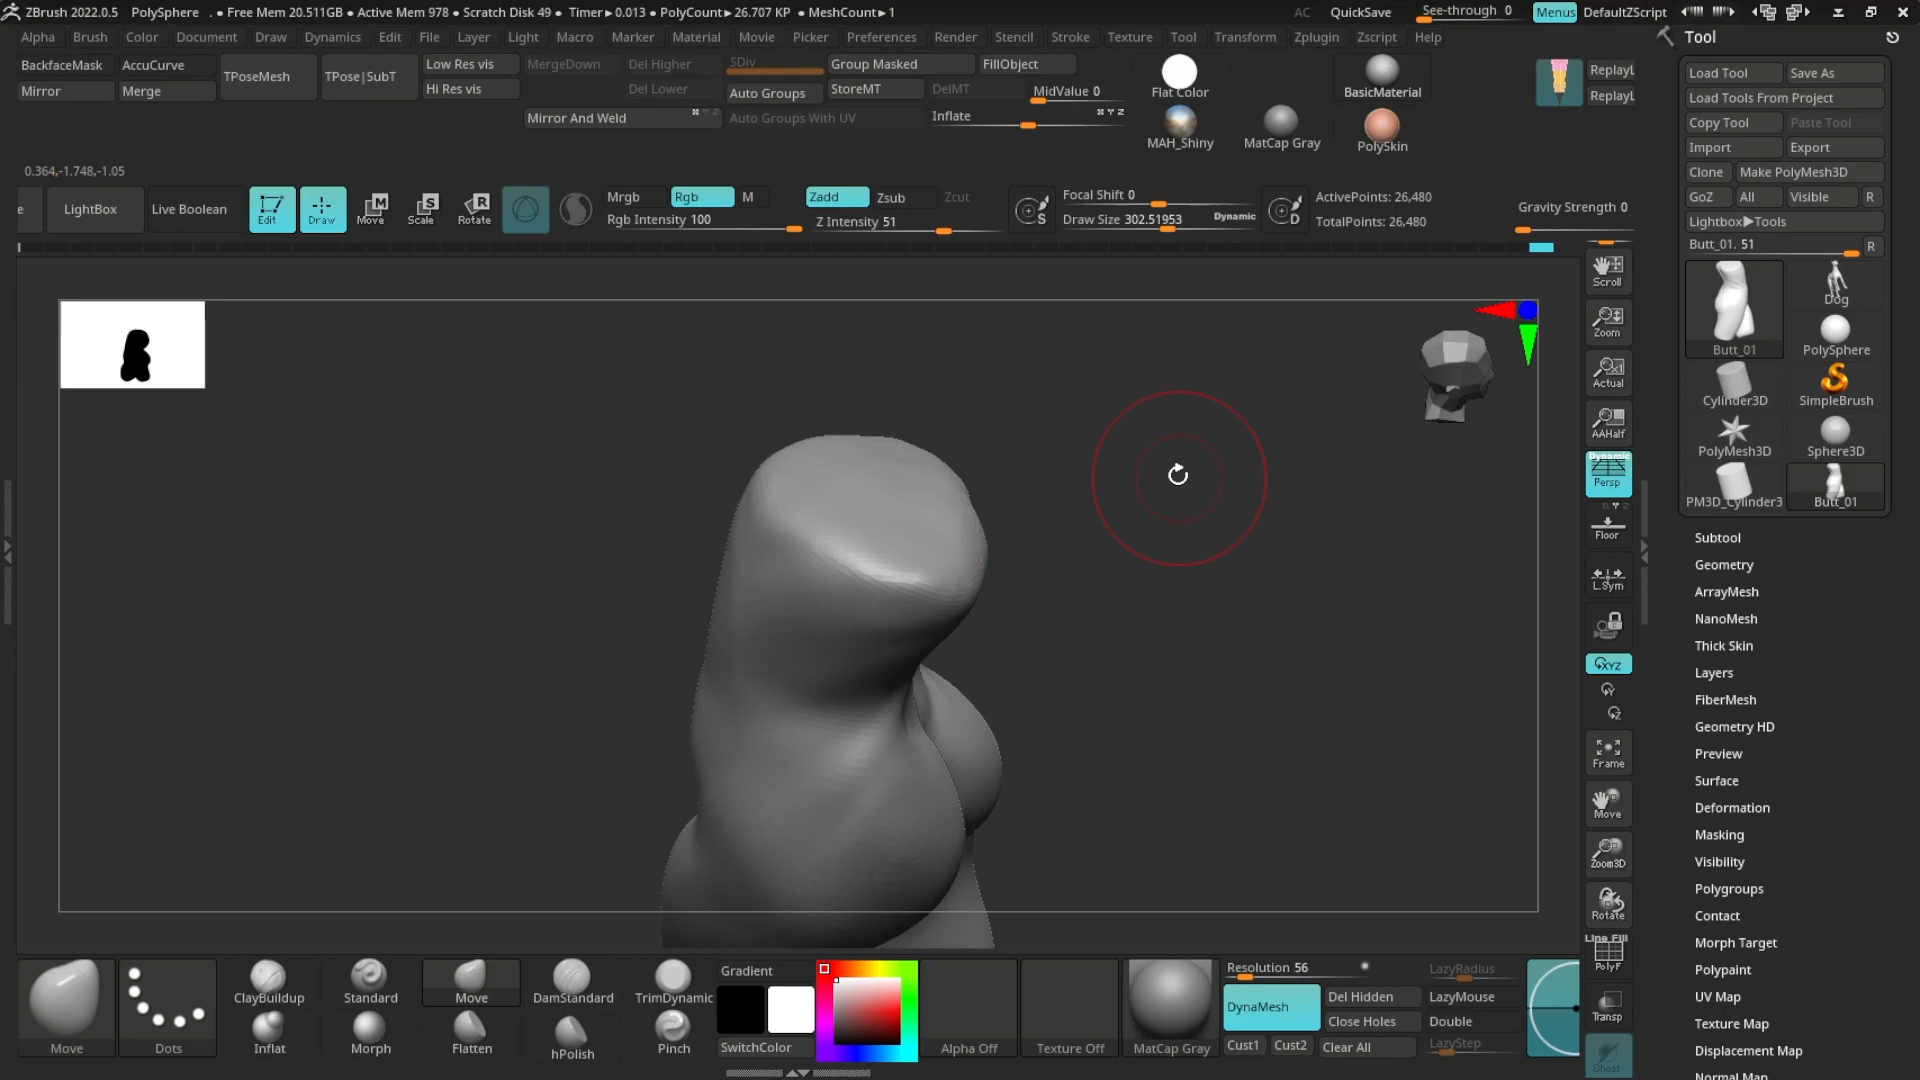 ZBrush 2022.0.5 PolySphere . ● Free Mem 20.511GB ● Active Mem 978 ● Scratch Disk 49 ● Timer▸0.013 ● PolyCount▸26.707 KP ● MeshCount▸1 AC QuickSave See-through 0 Menus DefaultZScript
Alpha Brush Color Document Draw Dynamics Edit File Layer Light Macro Marker Material Movie Picker Preferences Render Stencil Stroke Texture Tool Transform Zplugin Zscript Help Tool
BackfaceMask AccuCurve TPoseMesh TPose|SubT Low Res vis MergeDown Del Higher SDiv Group Masked FillObject
Mirror Merge Hi Res vis Del Lower Auto Groups StoreMT DelMT MidValue 0 Flat Color BasicMaterial ReplayL
ReplayL
Mirror And Weld Auto Groups With UV Inflate MAH_Shiny MatCap Gray PolySkin
0.364,-1.748,-1.05
e LightBox Live Boolean Edit Draw Move Scale Rotate Mrgb Rgb M Zadd Zsub Zcut Focal Shift 0 ActivePoints: 26,480 Gravity Strength 0
Rgb Intensity 100 Z Intensity 51 S Draw Size 302.51953 Dynamic D TotalPoints: 26,480
Load Tool Save As
Load Tools From Project
Copy Tool Paste Tool
Import Export
Clone Make PolyMesh3D
GoZ All Visible R
Lightbox▸Tools
Butt_01. 51 R
Butt_01 Dog
PolySphere
Cylinder3D SimpleBrush
PolyMesh3D Sphere3D
PM3D_Cylinder3 Butt_01
Scroll
Zoom
Actual
AAHalf
Dynamic
Persp
Floor
L.Sym
XYZ
Frame
Move
Zoom3D
Rotate
Line Fill
PolyF
Transp
Ghost
Subtool
Geometry
ArrayMesh
NanoMesh
Thick Skin
Layers
FiberMesh
Geometry HD
Preview
Surface
Deformation
Masking
Visibility
Polygroups
Contact
Morph Target
Polypaint
UV Map
Texture Map
Displacement Map
Normal Map
Move Dots ClayBuildup Standard Move DamStandard TrimDynamic
Inflat Morph Flatten hPolish Pinch
Gradient
SwitchColor Alpha Off Texture Off MatCap Gray
Resolution 56 LazyRadius
DynaMesh Del Hidden LazyMouse
Close Holes Double
Cust1 Cust2 Clear All LazyStep